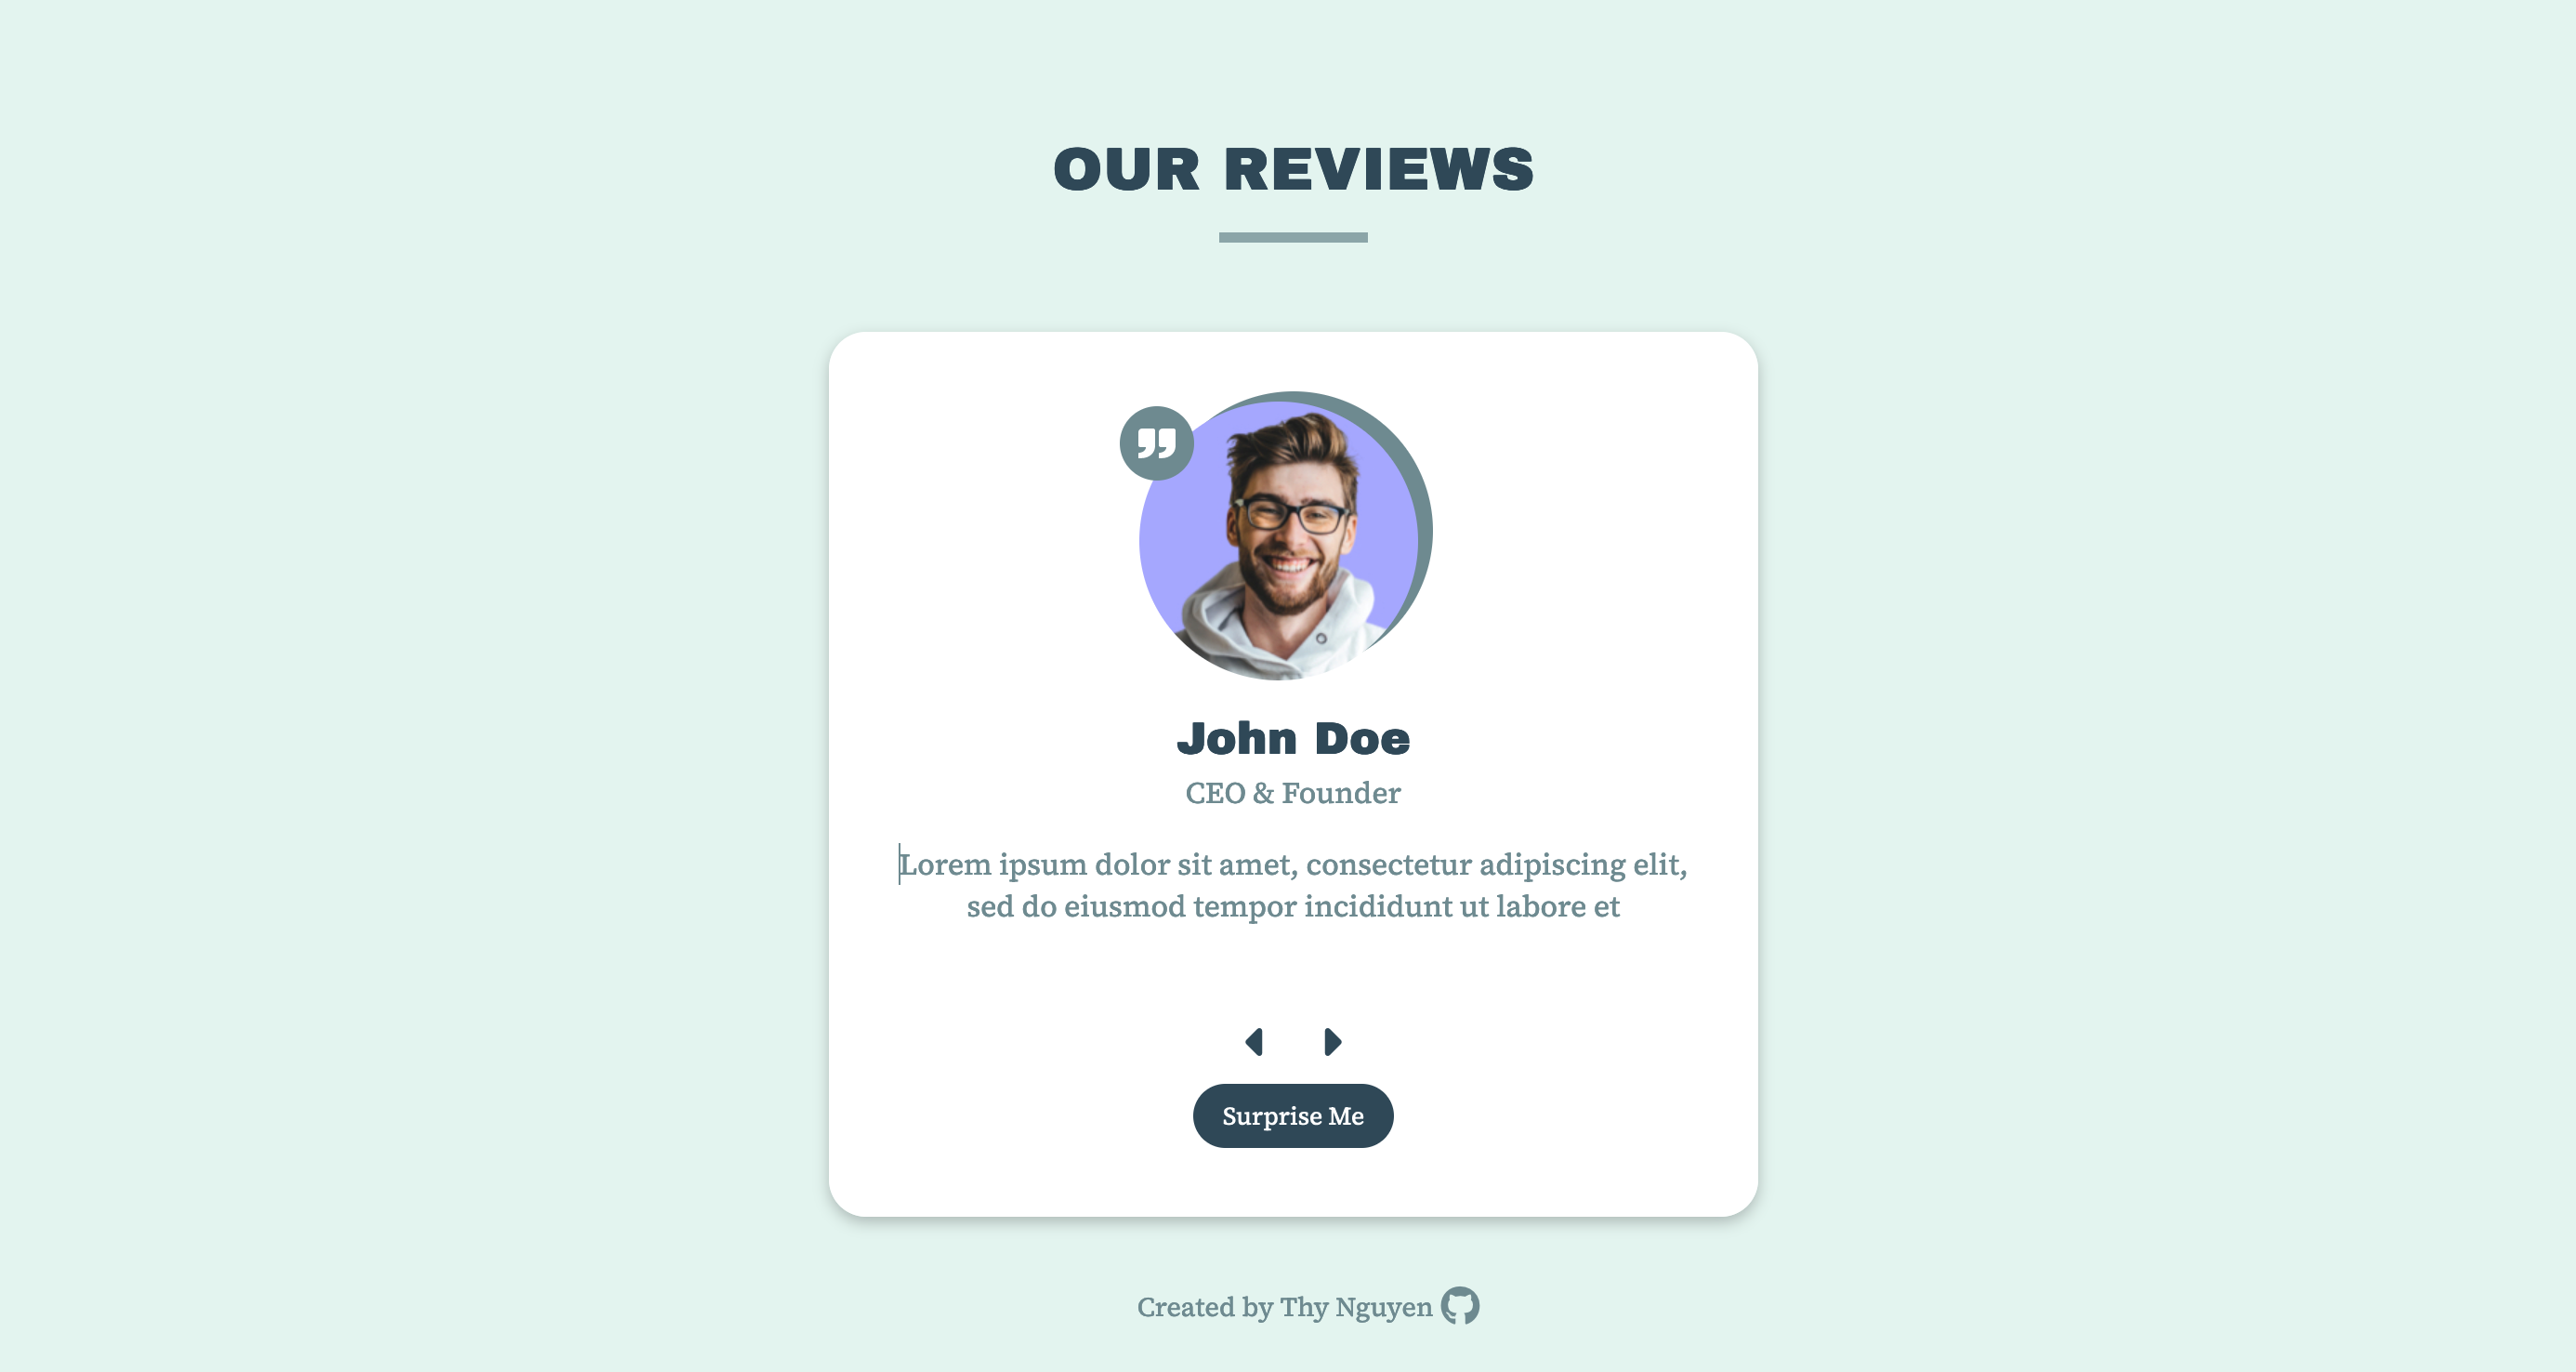 OUR REVIEWS
John Doe
CEO & Founder
Lorem ipsum dolor sit amet, consectetur adipiscing elit,
sed do eiusmod tempor incididunt ut labore et
Surprise Me
Created by Thy Nguyen